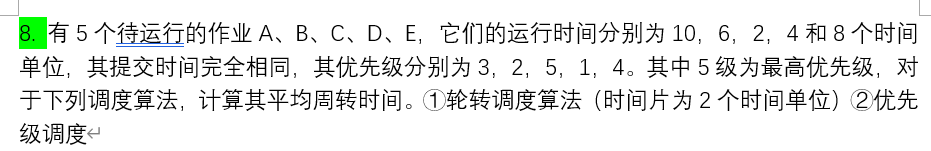 8. 有 5 个待运行的作业 A、B、C、D、E，它们的运行时间分别为 10，6，2，4 和 8 个时间
单位，其提交时间完全相同，其优先级分别为 3，2，5，1，4。其中 5 级为最高优先级，对
于下列调度算法，计算其平均周转时间。①轮转调度算法（时间片为 2 个时间单位）②优先
级调度↵